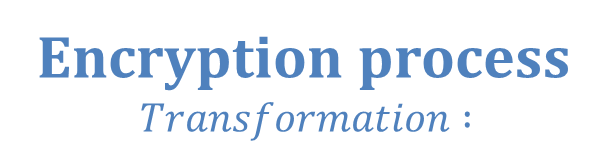 Encryption process
Transformation :